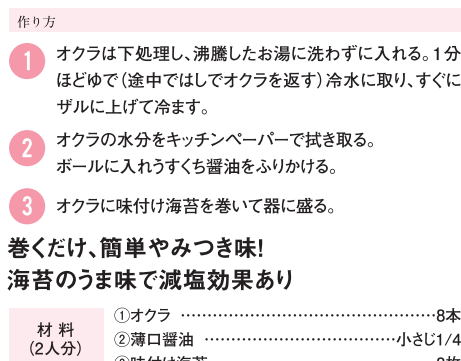 作り方
1 オクラは下処理し、沸騰したお湯に洗わずに入れる。1分
ほどゆで（途中ではしでオクラを返す）冷水に取り、すぐに
ザルに上げて冷ます。
2 オクラの水分をキッチンペーパーで拭き取る。
ボールに入れうすくち醤油をふりかける。
3 オクラに味付け海苔を巻いて器に盛る。
巻くだけ、簡単やみつき味!
海苔のうま味で減塩効果あり
材 料
(2人分)
①オクラ ……………………………………8本
②薄口醤油 ………………………小さじ1/4